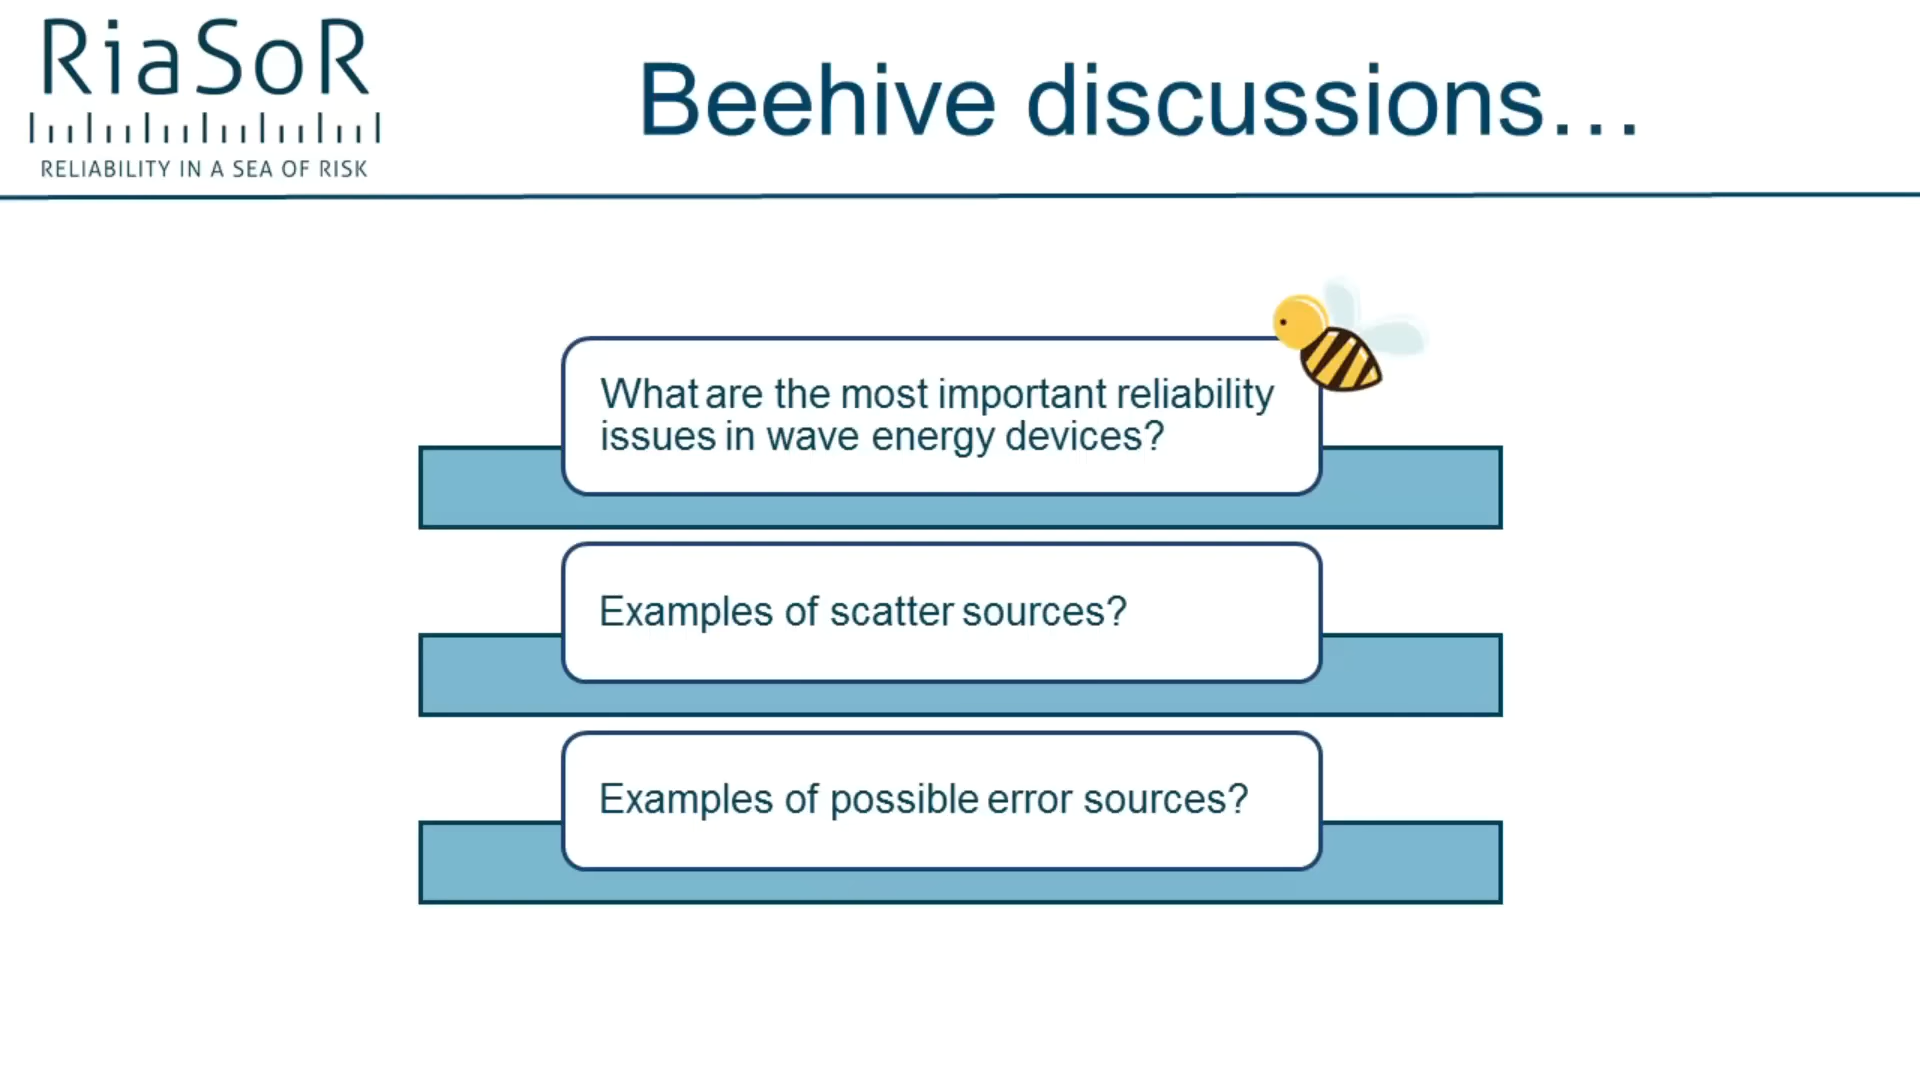 RiaSoR
RELIABILITY IN A SEA OF RISK
Beehive discussions…
What are the most important reliability
issues in wave energy devices?
Examples of scatter sources?
Examples of possible error sources?